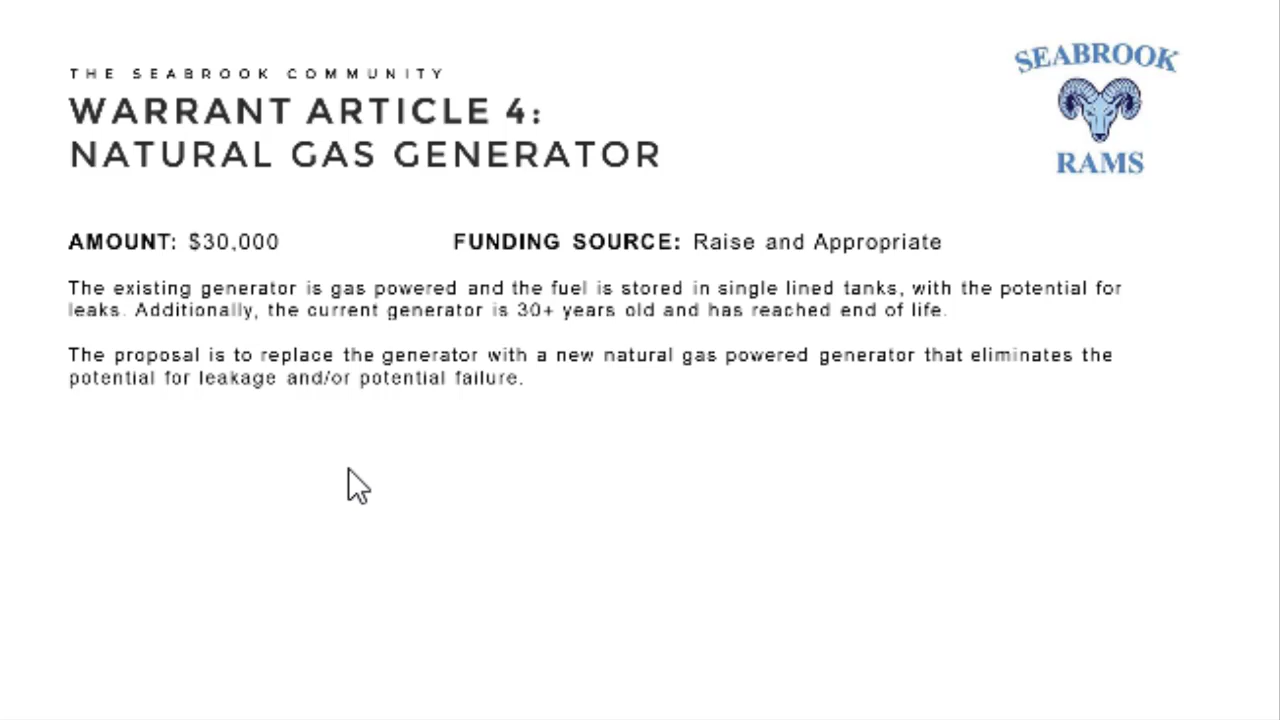 THE SEABROOK COMMUNITY
WARRANT ARTICLE 4:
NATURAL GAS GENERATOR
SEABROOK
RAMS
AMOUNT: $30,000 FUNDING SOURCE: Raise and Appropriate
The existing generator is gas powered and the fuel is stored in single lined tanks, with the potential for
leaks. Additionally, the current generator is 30+ years old and has reached end of life.
The proposal is to replace the generator with a new natural gas powered generator that eliminates the
potential for leakage and/or potential failure.